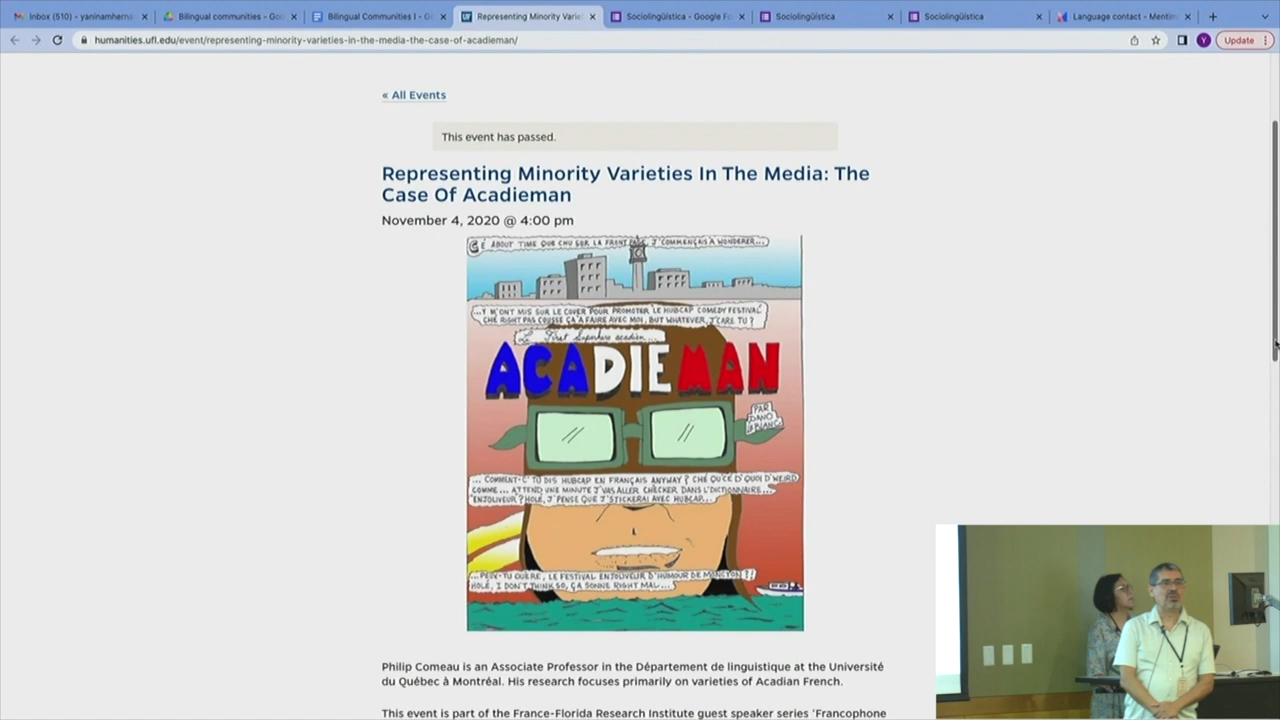 Inbox (510) - yaninamherna
Bilingual communities - Goo
Bilingual Communities I - G
Representing Minority Varie
Sociolingüística - Google Fo
Sociolingüística
Sociolingüística
Language contact - Mentim
humanities.ufl.edu/event/representing-minority-varieties-in-the-media-the-case-of-acadieman/
Y
Update
« All Events
This event has passed.
Representing Minority Varieties In The Media: The
Case Of Acadieman
November 4, 2020 @ 4:00 pm
ABOUT TIME QUE CHU SUR LA FRONT PAGE, J'COMMENÇAIS A WONDERER...
...Y M'ONT MIS SUR LE COVER POUR PROMOTER LE HUBCAP COMEDY FESTIVAL
CHÉ RIGHT PAS COUSSE ÇA A FAIRE AVEC MOI, BUT WHATEVER, J'CARE TU?
Le First Superhero acadien...
ACADIEMAN
PAR
DANO
LEBLANC
...COMMENT-C' TU DIS HUBCAP EN FRANÇAIS ANYWAY? CHÉ QU'CÉ D'QUOI D'WEIRD
COMME... ATTEND UNE MINUTE J'VAS ALLER CHECKER DANS L'DICTIONNAIRE...
ENJOLIVEUR? HOLÉ, J'PENSE QUE J'STICKERAI AVEC HUBCAP...
...PEUX-TU OUÈRE, LE FESTIVAL ENJOLIVEUR D'HUMOUR DE MONCTON?!
HOLÉ, I DON'T THINK SO, ÇA SONNE RIGHT MAL....
Philip Comeau is an Associate Professor in the Département de linguistique at the Université
du Québec à Montréal. His research focuses primarily on varieties of Acadian French.
This event is part of the France-Florida Research Institute guest speaker series 'Francophone